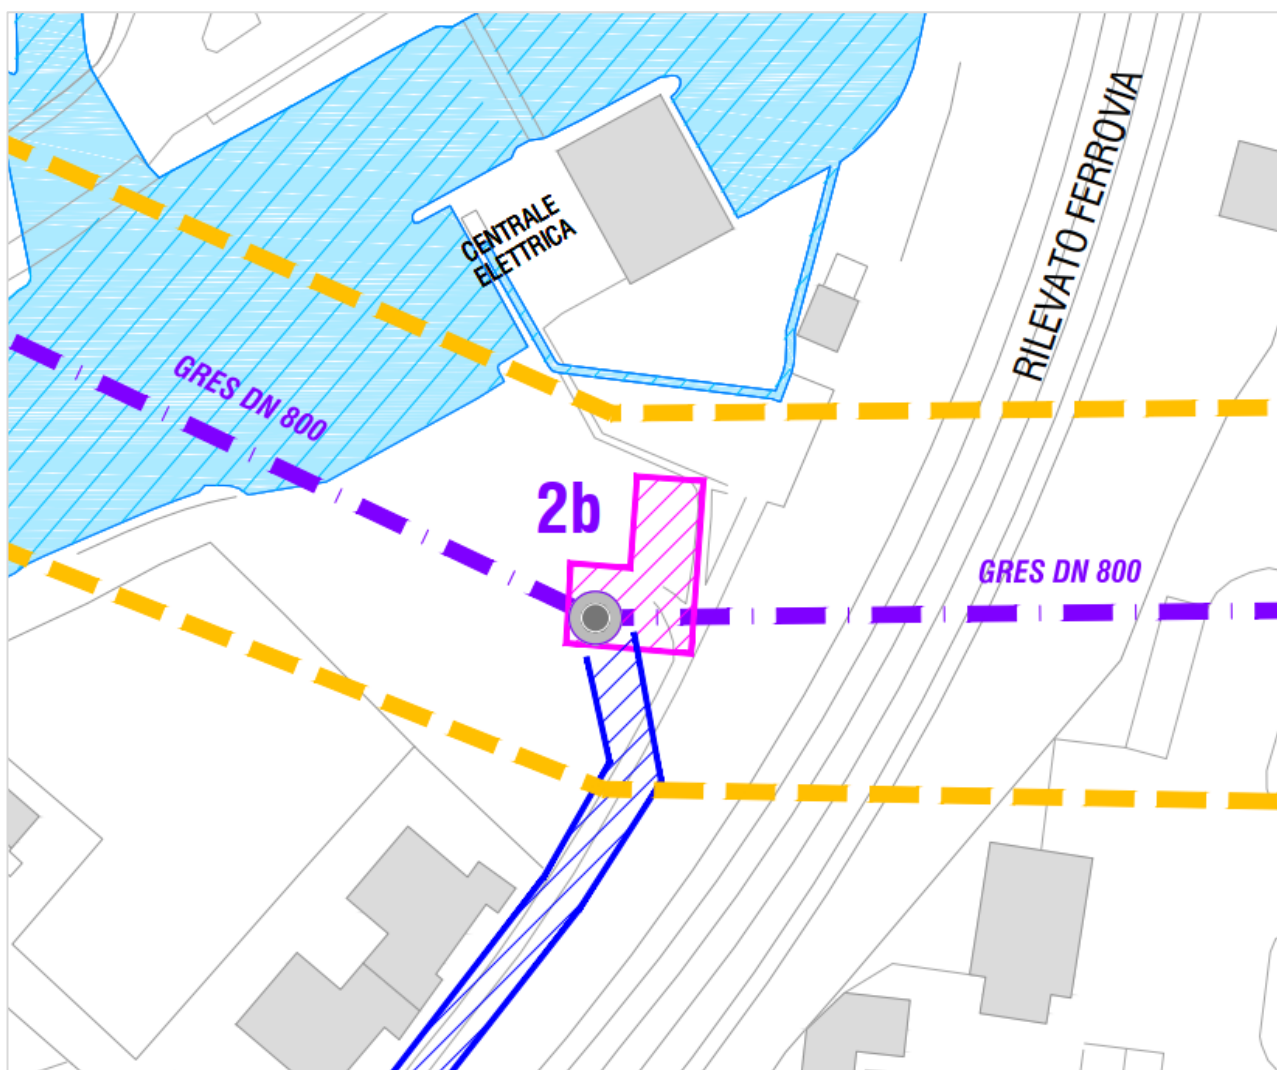 RILEVATO FERROVIA
CENTRALE
ELETTRICA
GRES DN 800
2b
GRES DN 800